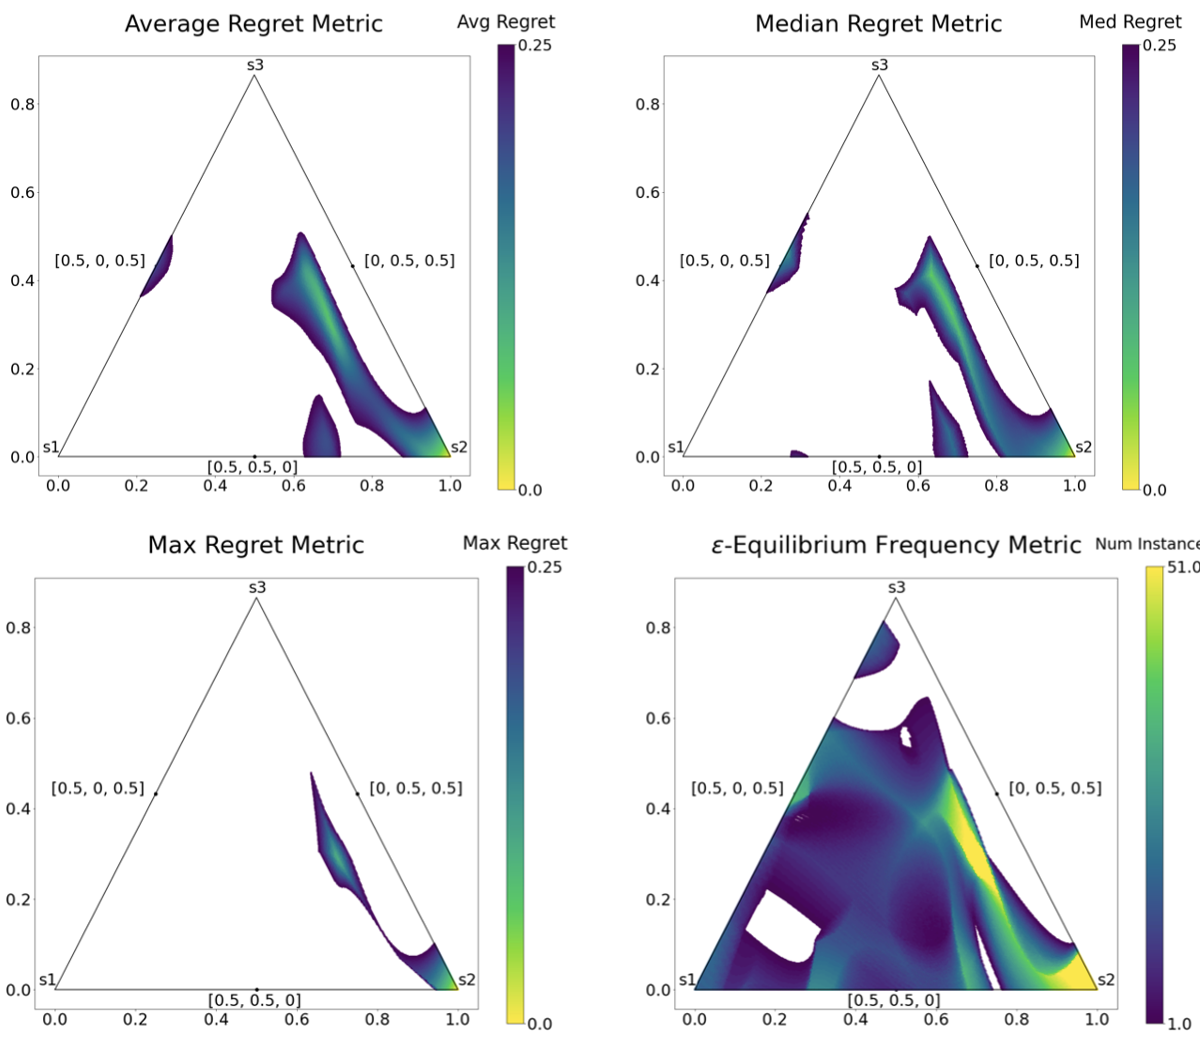 Average Regret Metric
Avg Regret
0.25
s3
0.8
0.6
[0.5, 0, 0.5]
[0, 0.5, 0.5]
0.4
0.2
s1
s2
0.0
[0.5, 0.5, 0]
0.0
0.0 0.2 0.4 0.6 0.8 1.0
Median Regret Metric
Med Regret
0.25
s3
0.8
0.6
[0.5, 0, 0.5]
[0, 0.5, 0.5]
0.4
0.2
s1
s2
0.0
[0.5, 0.5, 0]
0.0
0.0 0.2 0.4 0.6 0.8 1.0
Max Regret Metric
Max Regret
0.25
s3
0.8
0.6
[0.5, 0, 0.5]
[0, 0.5, 0.5]
0.4
0.2
s1
s2
0.0
[0.5, 0.5, 0]
0.0
0.0 0.2 0.4 0.6 0.8 1.0
ε-Equilibrium Frequency Metric
Num Instance
51.0
s3
0.8
0.6
[0.5, 0, 0.5]
[0, 0.5, 0.5]
0.4
0.2
s1
s2
0.0
[0.5, 0.5, 0]
1.0
0.0 0.2 0.4 0.6 0.8 1.0